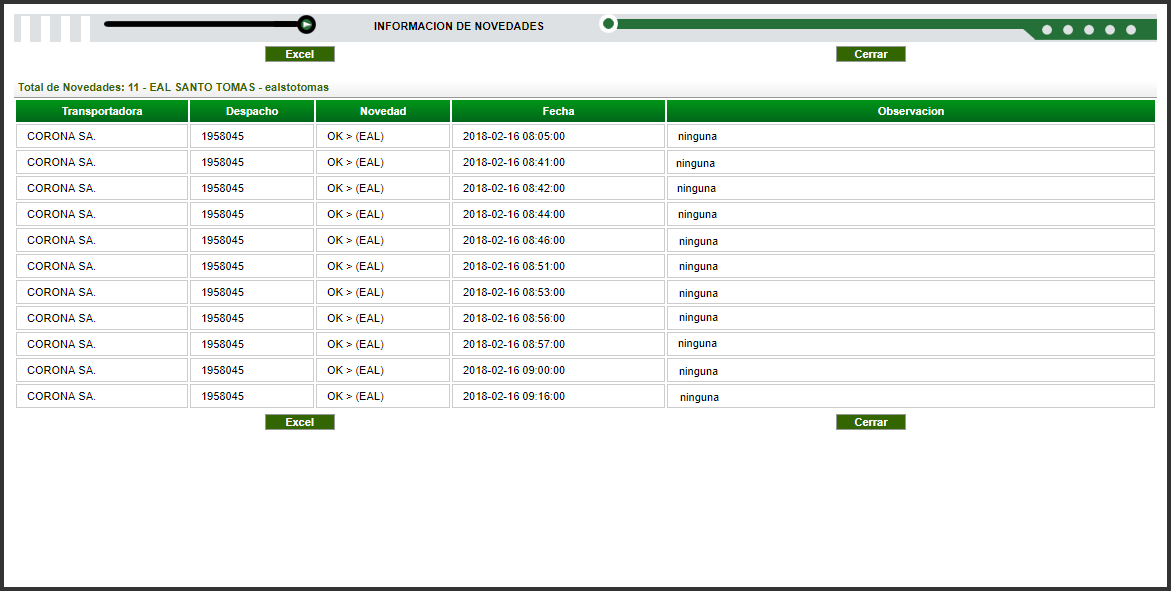 INFORMACION DE NOVEDADES
Excel Cerrar
Total de Novedades: 11 - EAL SANTO TOMAS - ealstotomas
Transportadora Despacho Novedad Fecha Observacion
CORONA SA. 1958045 OK > (EAL) 2018-02-16 08:05:00 ninguna
CORONA SA. 1958045 OK > (EAL) 2018-02-16 08:41:00 ninguna
CORONA SA. 1958045 OK > (EAL) 2018-02-16 08:42:00 ninguna
CORONA SA. 1958045 OK > (EAL) 2018-02-16 08:44:00 ninguna
CORONA SA. 1958045 OK > (EAL) 2018-02-16 08:46:00 ninguna
CORONA SA. 1958045 OK > (EAL) 2018-02-16 08:51:00 ninguna
CORONA SA. 1958045 OK > (EAL) 2018-02-16 08:53:00 ninguna
CORONA SA. 1958045 OK > (EAL) 2018-02-16 08:56:00 ninguna
CORONA SA. 1958045 OK > (EAL) 2018-02-16 08:57:00 ninguna
CORONA SA. 1958045 OK > (EAL) 2018-02-16 09:00:00 ninguna
CORONA SA. 1958045 OK > (EAL) 2018-02-16 09:16:00 ninguna
Excel Cerrar